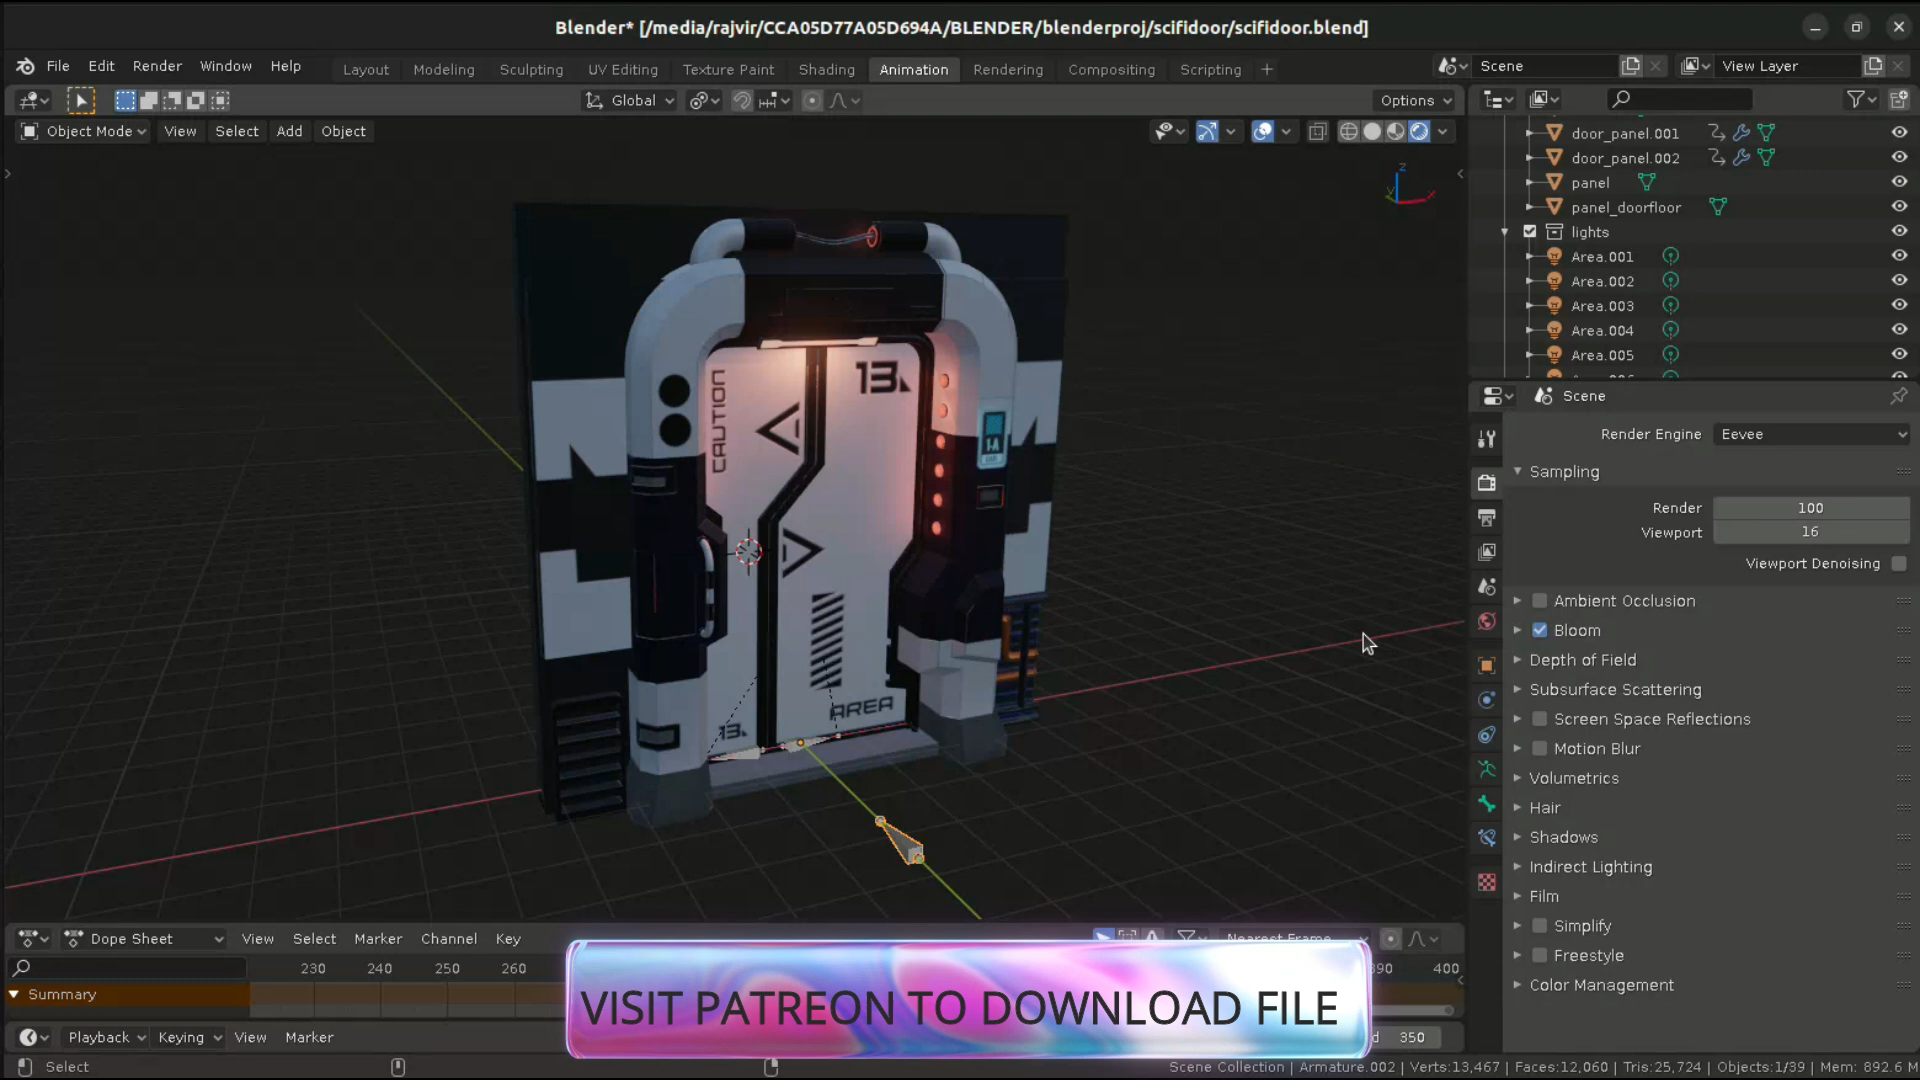 Blender* [/media/rajvir/CCA05D77A05D694A/BLENDER/blenderproj/scifidoor/scifidoor.blend]
File Edit Render Window Help Layout Modeling Sculpting UV Editing Texture Paint Shading Animation Rendering Compositing Scripting + Scene View Layer
Global Options
Object Mode View Select Add Object
door_panel.001
door_panel.002
panel
panel_doorfloor
lights
Area.001
Area.002
Area.003
Area.004
Area.005
Scene
Render Engine Eevee
Sampling
Render 100
Viewport 16
Viewport Denoising
Ambient Occlusion
Bloom
Depth of Field
Subsurface Scattering
Screen Space Reflections
Motion Blur
Volumetrics
Hair
Shadows
Indirect Lighting
Film
Simplify
Freestyle
Color Management
Z
Y
X
13
CAUTION
AREA
13
Dope Sheet View Select Marker Channel Key Nearest Frame
230 240 250 260 390 400
Summary
VISIT PATREON TO DOWNLOAD FILE
Playback Keying View Marker d 350
Select
Scene Collection | Armature.002 | Verts:13,467 | Faces:12,060 | Tris:25,724 | Objects:1/39 | Mem: 892.6 M